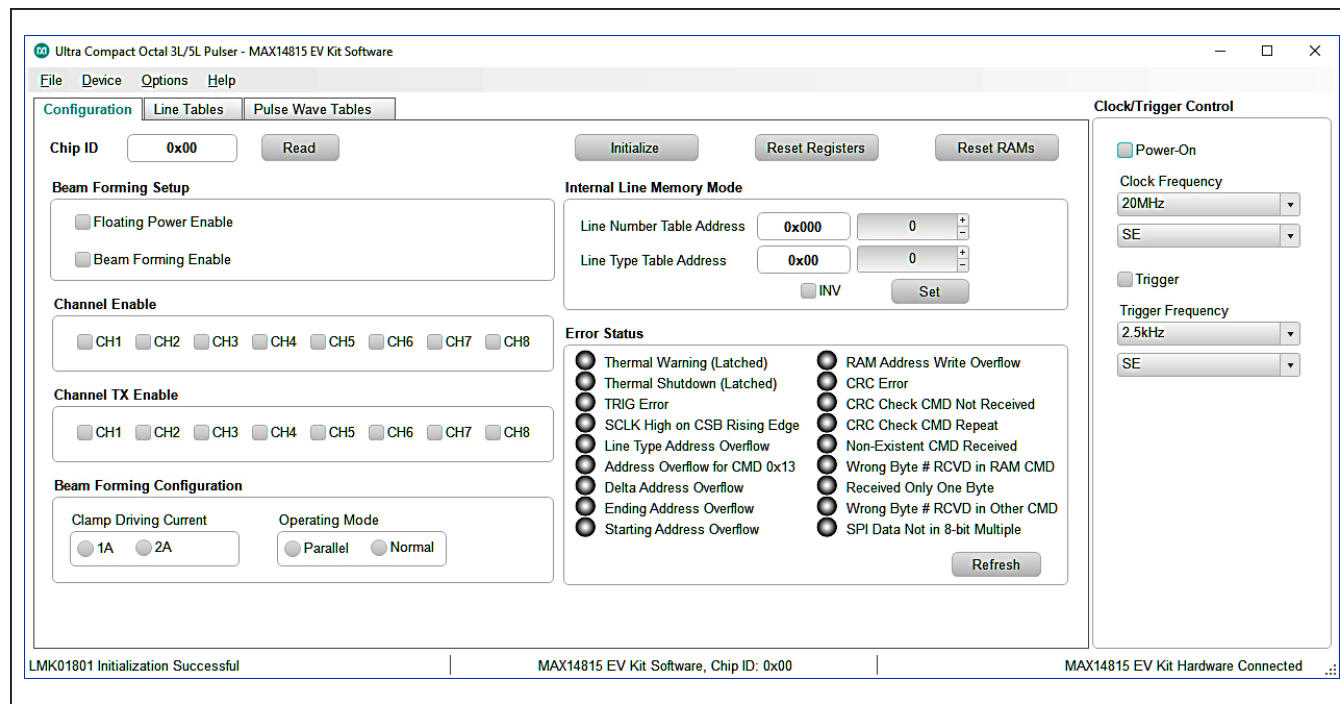 Ultra Compact Octal 3L/5L Pulser - MAX14815 EV Kit Software
File Device Options Help
Configuration Line Tables Pulse Wave Tables
Chip ID 0x00 Read Initialize Reset Registers Reset RAMs
Beam Forming Setup
Floating Power Enable
Beam Forming Enable
Channel Enable
CH1 CH2 CH3 CH4 CH5 CH6 CH7 CH8
Channel TX Enable
CH1 CH2 CH3 CH4 CH5 CH6 CH7 CH8
Beam Forming Configuration
Clamp Driving Current
1A 2A
Operating Mode
Parallel Normal
Internal Line Memory Mode
Line Number Table Address 0x000 0 + -
Line Type Table Address 0x00 0 + -
INV Set
Error Status
Thermal Warning (Latched)
Thermal Shutdown (Latched)
TRIG Error
SCLK High on CSB Rising Edge
Line Type Address Overflow
Address Overflow for CMD 0x13
Delta Address Overflow
Ending Address Overflow
Starting Address Overflow
RAM Address Write Overflow
CRC Error
CRC Check CMD Not Received
CRC Check CMD Repeat
Non-Existent CMD Received
Wrong Byte # RCVD in RAM CMD
Received Only One Byte
Wrong Byte # RCVD in Other CMD
SPI Data Not in 8-bit Multiple
Refresh
Clock/Trigger Control
Power-On
Clock Frequency
20MHz
SE
Trigger
Trigger Frequency
2.5kHz
SE
LMK01801 Initialization Successful
MAX14815 EV Kit Software, Chip ID: 0x00
MAX14815 EV Kit Hardware Connected